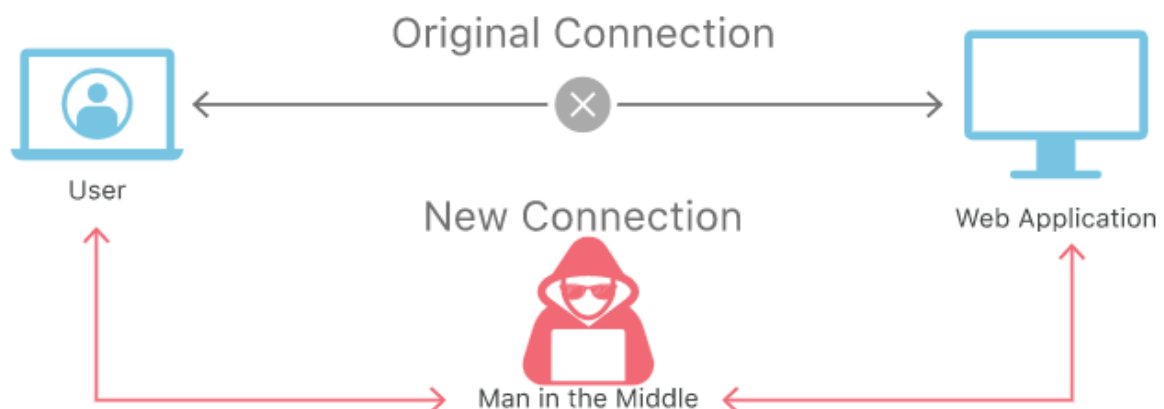 Original Connection
User
New Connection
Web Application
Man in the Middle